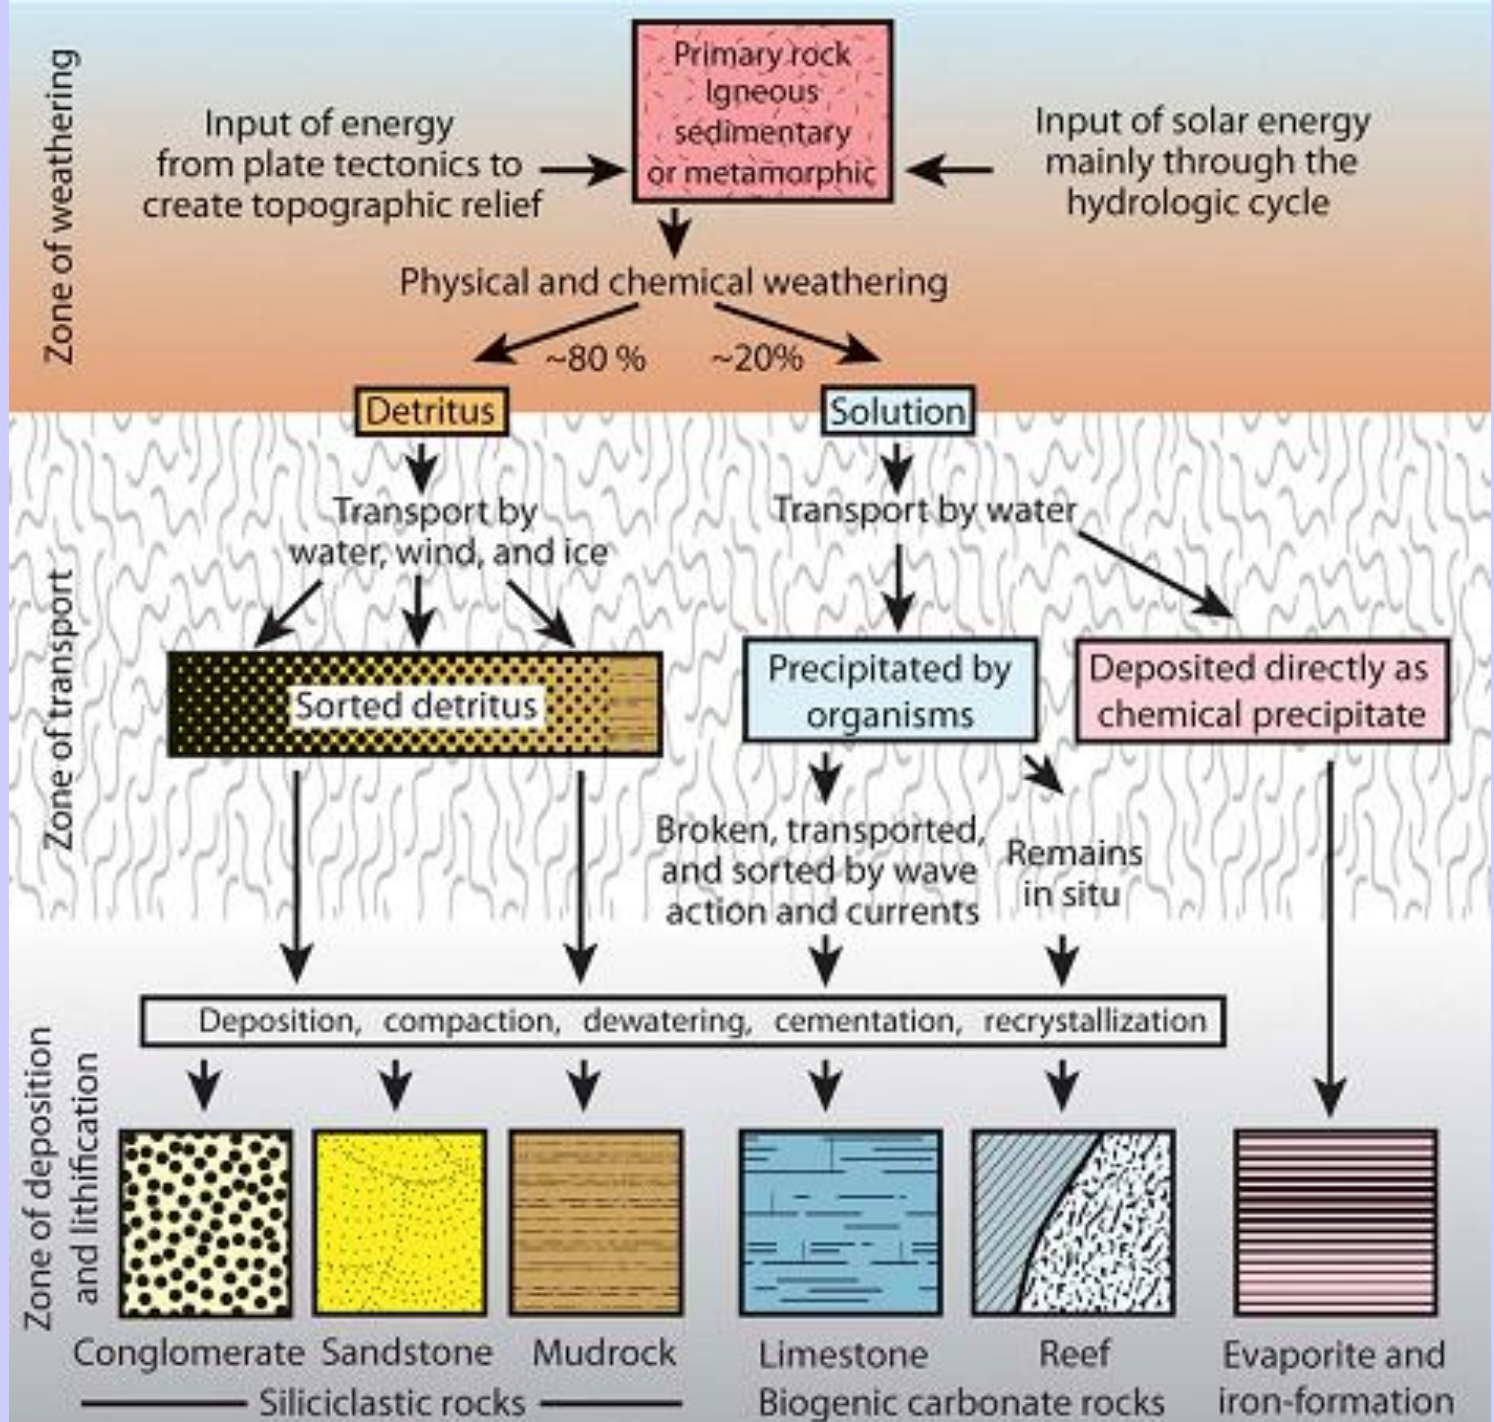 Zone of weathering
Primary rock
Igneous
sedimentary
or metamorphic
Input of energy
from plate tectonics to
create topographic relief
Input of solar energy
mainly through the
hydrologic cycle
Physical and chemical weathering
~80 %
~20%
Detritus
Solution
Zone of transport
Transport by
water, wind, and ice
Transport by water
Sorted detritus
Precipitated by
organisms
Deposited directly as
chemical precipitate
Broken, transported,
and sorted by wave
action and currents
Remains
in situ
Zone of deposition
and lithification
Deposition, compaction, dewatering, cementation, recrystallization
Conglomerate
Sandstone
Mudrock
Siliciclastic rocks
Limestone
Reef
Biogenic carbonate rocks
Evaporite and
iron-formation